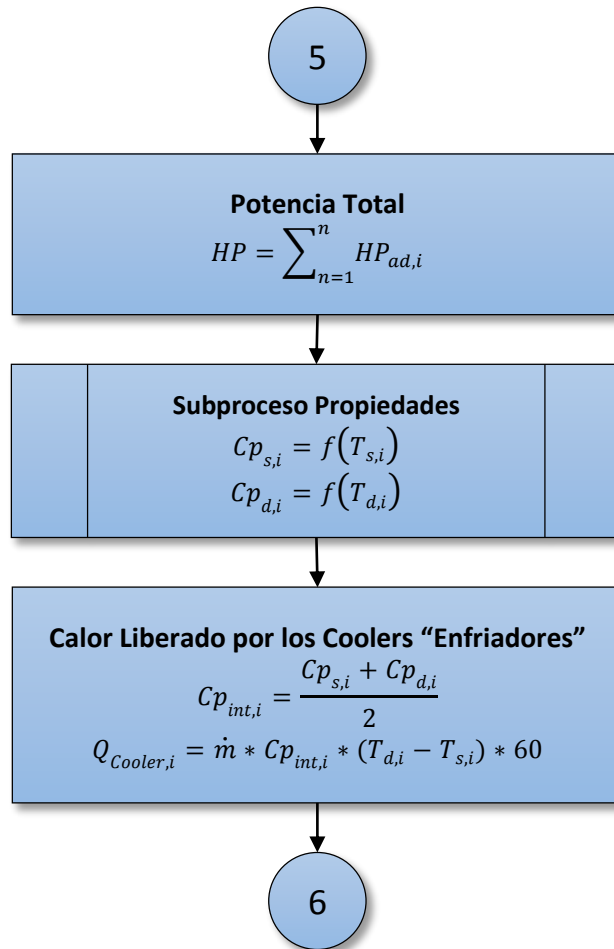 5
Potencia Total
HP = ∑_{n=1}^{n} HP_{ad,i}
Subproceso Propiedades
Cp_{s,i} = f(T_{s,i})
Cp_{d,i} = f(T_{d,i})
Calor Liberado por los Coolers “Enfriadores”
Cp_{int,i} = \frac{Cp_{s,i} + Cp_{d,i}}{2}
Q_{Cooler,i} = ṁ * Cp_{int,i} * (T_{d,i} − T_{s,i}) * 60
6